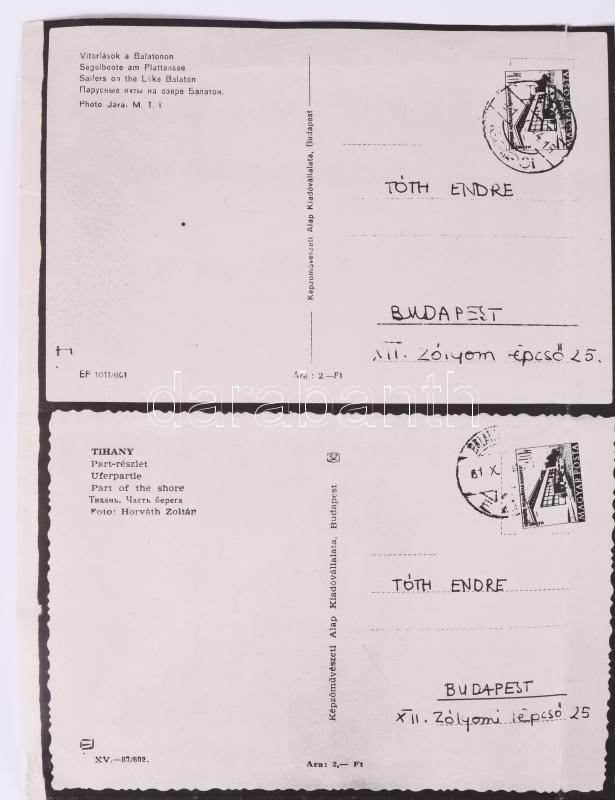 Vitorlások a Balatonon
Segelboote am Plattensee
Sailers on the Lake Balaton
Парусные яхты на озере Балатон.
Photo Járai M. T. I
Képzőművészeti Alap Kiadóvállalata, Budapest
MAGYAR POSTA
TÓTH ENDRE
BUDAPEST
XII. Zólyom lépcső 25.
EF 1011/601
Ára : 2.—Ft
darabanth
TIHANY
Part-részlet
Uferpartie
Part of the shore
Тихань. Часть берега
Foto: Horváth Zoltán
Képzőművészeti Alap Kiadóvállalata, Budapest
61 X.
MAGYAR POSTA
TÓTH ENDRE
BUDAPEST
XII. Zólyomi lépcső 25
XV.—87/602.
Ára: 2,— Ft